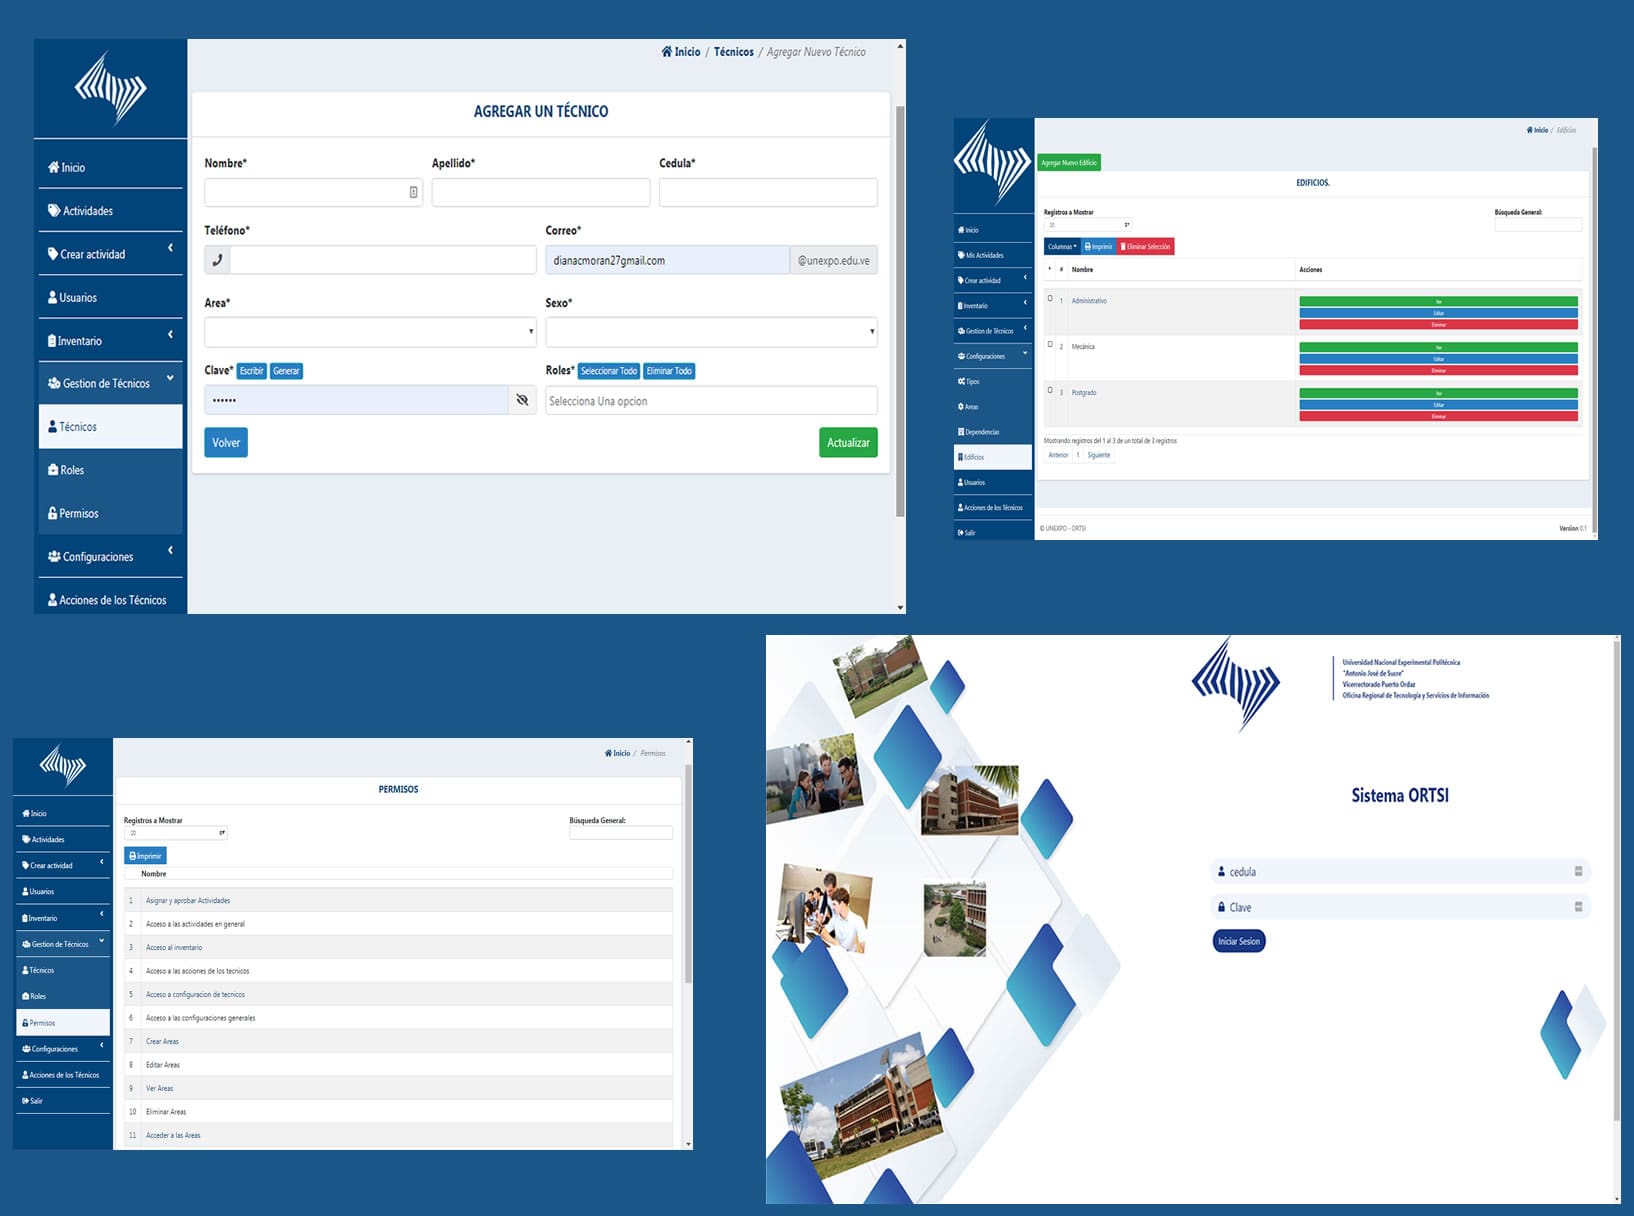 Inicio / Técnicos / Agregar Nuevo Técnico
Inicio
Actividades
Crear actividad
Usuarios
Inventario
Gestion de Técnicos
Técnicos
Roles
Permisos
Configuraciones
Acciones de los Técnicos
AGREGAR UN TÉCNICO
Nombre* Apellido* Cedula*
Teléfono* Correo*
dianacmoran27gmail.com @unexpo.edu.ve
Area* Sexo*
Clave* Escribir Generar Roles* Seleccionar Todo Eliminar Todo
•••••• Selecciona Una opcion
Volver Actualizar
Inicio / Edificios
Inicio
Mis Actividades
Crear actividad
Inventario
Gestion de Técnicos
Configuraciones
Tipos
Areas
Dependencias
Edificios
Usuarios
Acciones de los Técnicos
Salir
Agregar Nuevo Edificio
EDIFICIOS.
Registros a Mostrar Búsqueda General:
20
Columnas Imprimir Eliminar Selección
* # Nombre Acciones
1 Administrativo
Ver
Editar
Eliminar
2 Mecánica
Ver
Editar
Eliminar
3 Postgrado
Ver
Editar
Eliminar
Mostrando registros del 1 al 3 de un total de 3 registros
Anterior 1 Siguiente
© UNEXPO - ORTSI Version 0.1
Inicio / Permisos
Inicio
Actividades
Crear actividad
Usuarios
Inventario
Gestion de Técnicos
Técnicos
Roles
Permisos
Configuraciones
Acciones de los Técnicos
Salir
PERMISOS
Registros a Mostrar Búsqueda General:
20
Imprimir
Nombre
1 Asignar y aprobar Actividades
2 Acceso a las actividades en general
3 Acceso al inventario
4 Acceso a las acciones de los tecnicos
5 Acceso a configuracion de tecnicos
6 Acceso a las configuraciones generales
7 Crear Areas
8 Editar Areas
9 Ver Areas
10 Eliminar Areas
11 Acceder a las Areas
Universidad Nacional Experimental Politécnica
"Antonio José de Sucre"
Vicerrectorado Puerto Ordaz
Oficina Regional de Tecnología y Servicios de Información
Sistema ORTSI
cedula
Clave
Iniciar Sesion